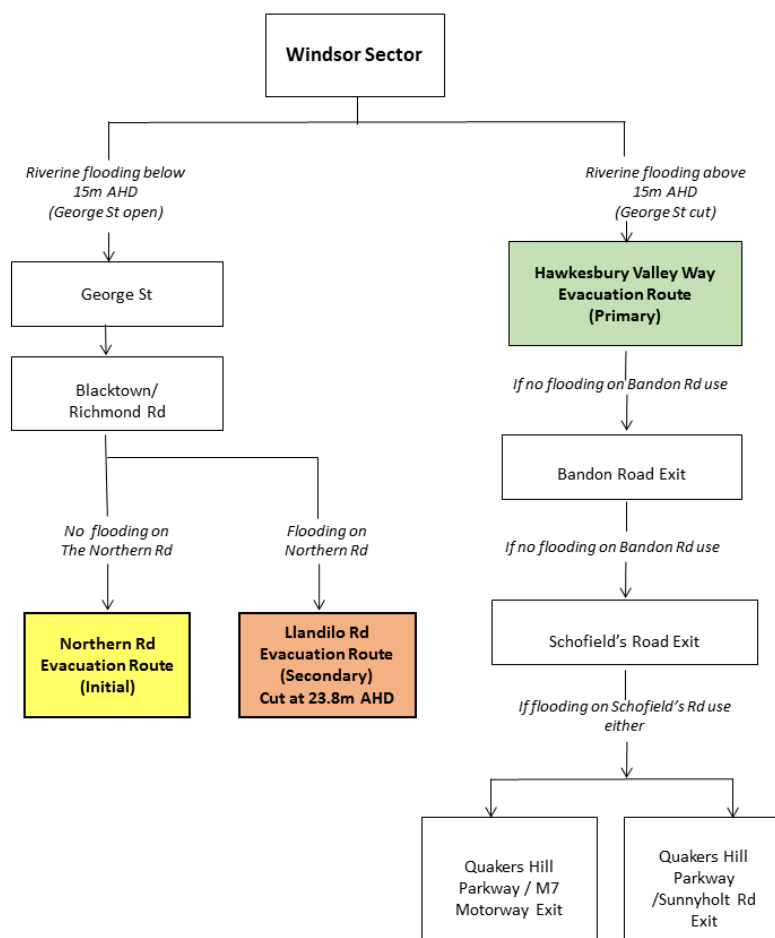 Windsor Sector
Riverine flooding below
15m AHD
(George St open)
Riverine flooding above
15m AHD
(George St cut)
George St
Hawkesbury Valley Way
Evacuation Route
(Primary)
Blacktown/
Richmond Rd
If no flooding on Bandon Rd use
Bandon Road Exit
No flooding on
The Northern Rd
Flooding on
Northern Rd
If no flooding on Bandon Rd use
Northern Rd
Evacuation Route
(Initial)
Llandilo Rd
Evacuation Route
(Secondary)
Cut at 23.8m AHD
Schofield's Road Exit
If flooding on Schofield's Rd use
either
Quakers Hill
Parkway / M7
Motorway Exit
Quakers Hill
Parkway
/Sunnyholt Rd
Exit